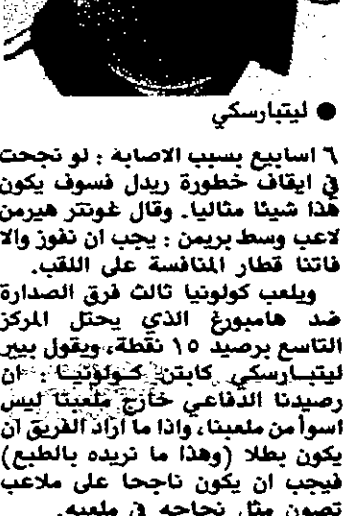 ● ليتبارسكي
٦ اسابيع بسبب الاصابة : لو نجحت
في ايقاف خطورة ريدل فسوف يكون
هذا شيئا مثاليا. وقال غونتر هيرمن
لاعب وسط بريمن : يجب ان نفوز والا
فاتنا قطار المنافسة على اللقب.
ويلعب كولونيا ثالث فرق الصدارة
ضد هامبورغ الذي يحتل المركز
التاسع برصيد ١٥ نقطة، ويقول بيير
ليتبارسكي كابتن كولونيا : ان
رصيدنا الدفاعي خارج ملعبنا ليس
اسوأ من ملعبنا، واذا ما اراد الفريق ان
يكون بطلا (وهذا ما نريده بالطبع)
فيجب ان يكون ناجحا على ملاعب
تصون مثل نجاحه في ملعبه.